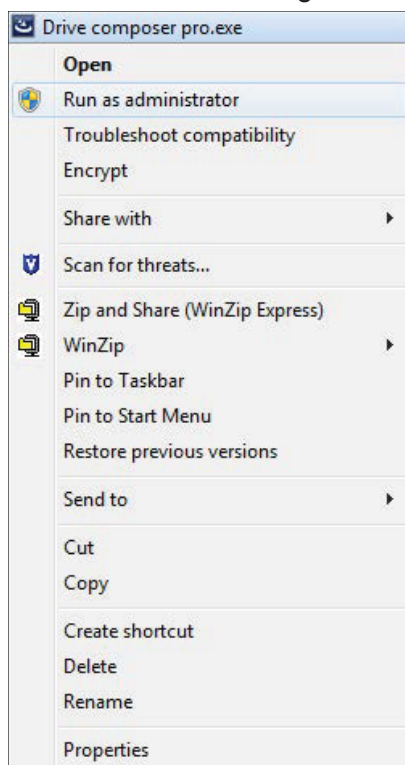 Drive composer pro.exe
Open
Run as administrator
Troubleshoot compatibility
Encrypt
Share with
Scan for threats...
Zip and Share (WinZip Express)
WinZip
Pin to Taskbar
Pin to Start Menu
Restore previous versions
Send to
Cut
Copy
Create shortcut
Delete
Rename
Properties